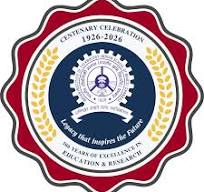 CENTENARY CELEBRATION
1926-2026
Legacy that Inspires the Future
100 YEARS OF EXCELLENCE IN
EDUCATION & RESEARCH